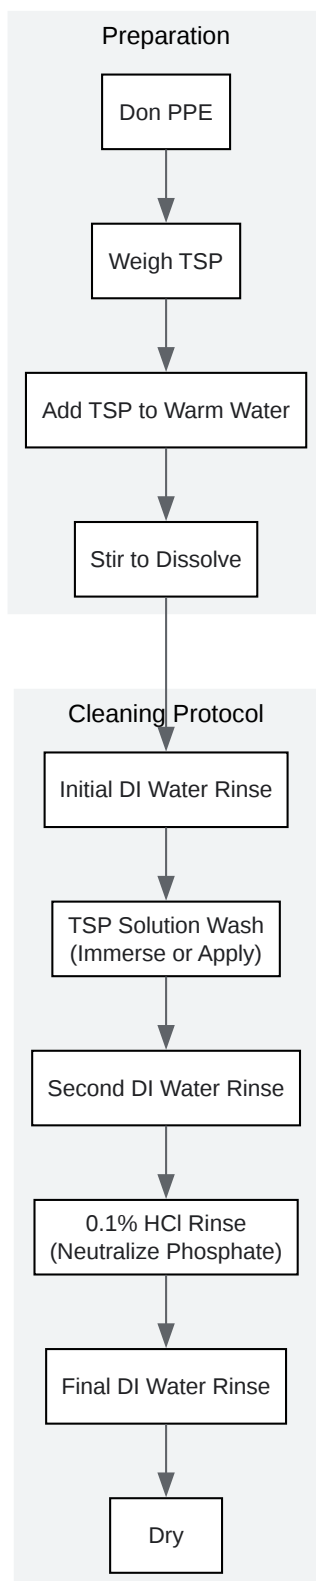 Preparation
Don PPE
Weigh TSP
Add TSP to Warm Water
Stir to Dissolve
Cleaning Protocol
Initial DI Water Rinse
TSP Solution Wash
(Immerse or Apply)
Second DI Water Rinse
0.1% HCl Rinse
(Neutralize Phosphate)
Final DI Water Rinse
Dry